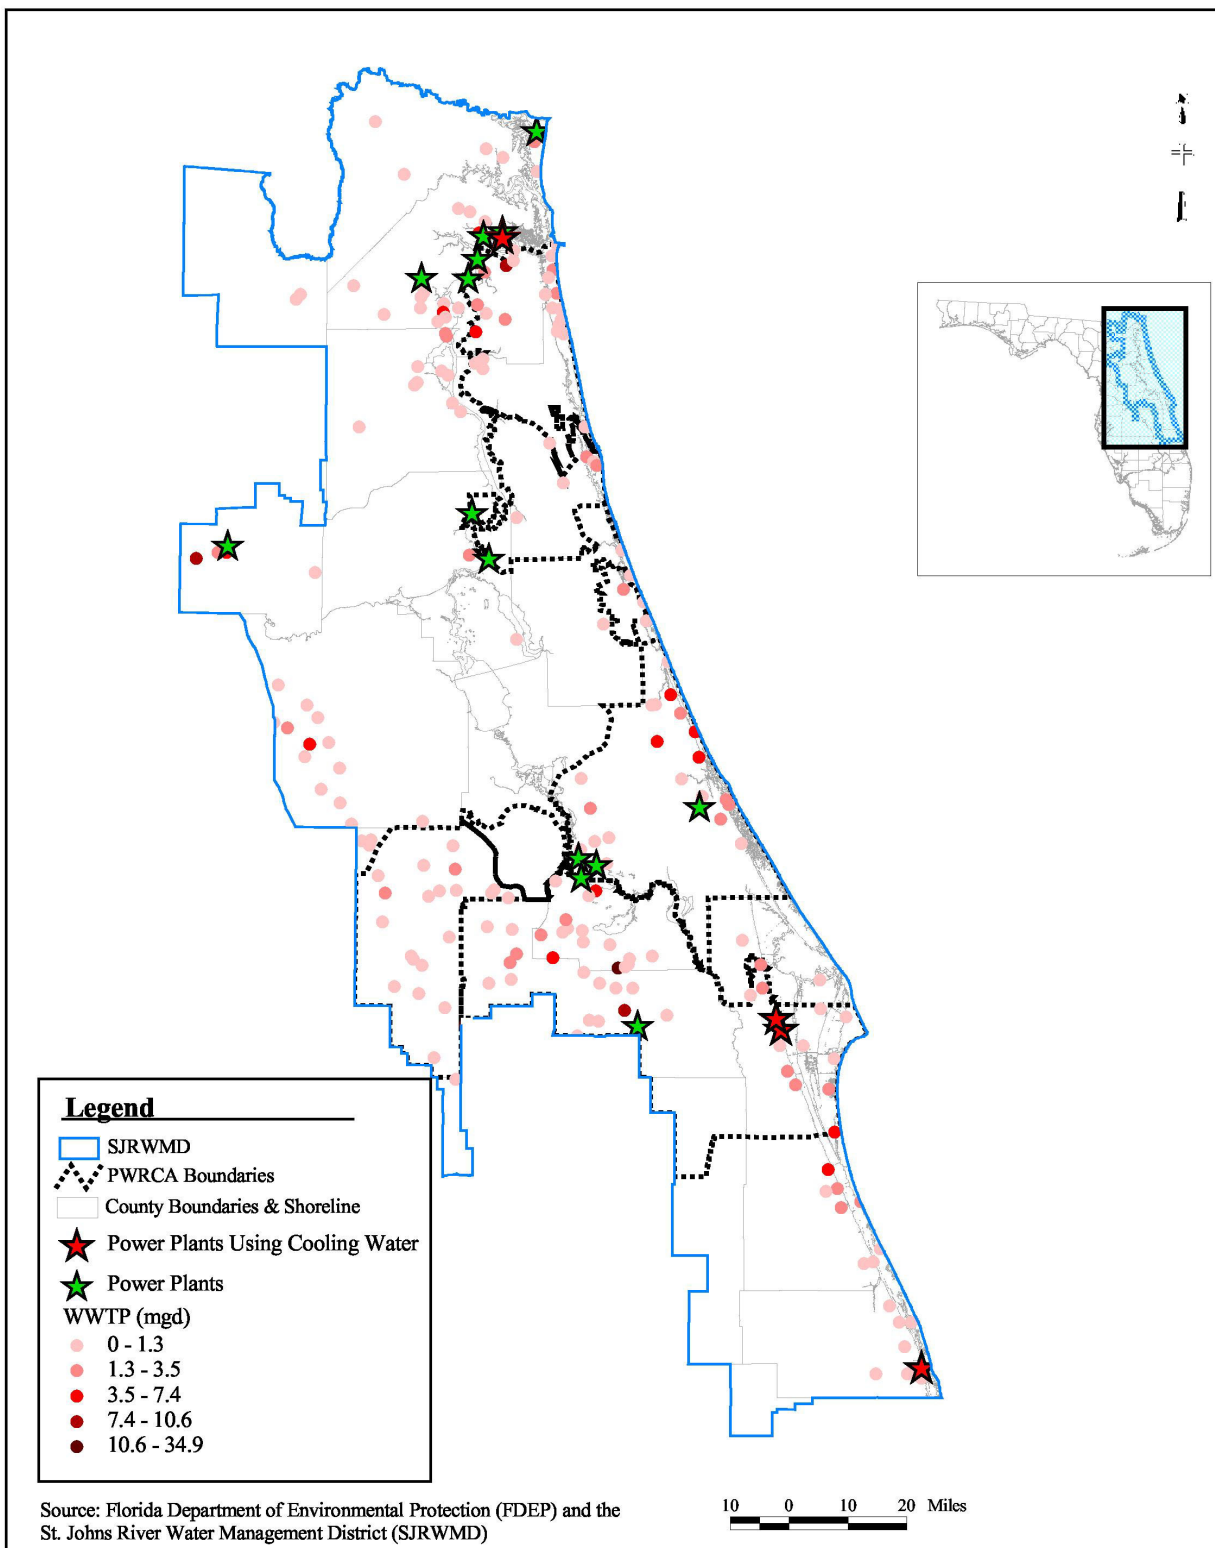 Legend
SJRWMD
PWRCA Boundaries
County Boundaries & Shoreline
Power Plants Using Cooling Water
Power Plants
WWTP (mgd)
0 - 1.3
1.3 - 3.5
3.5 - 7.4
7.4 - 10.6
10.6 - 34.9
Source: Florida Department of Environmental Protection (FDEP) and the
St. Johns River Water Management District (SJRWMD)
10 0 10 20 Miles